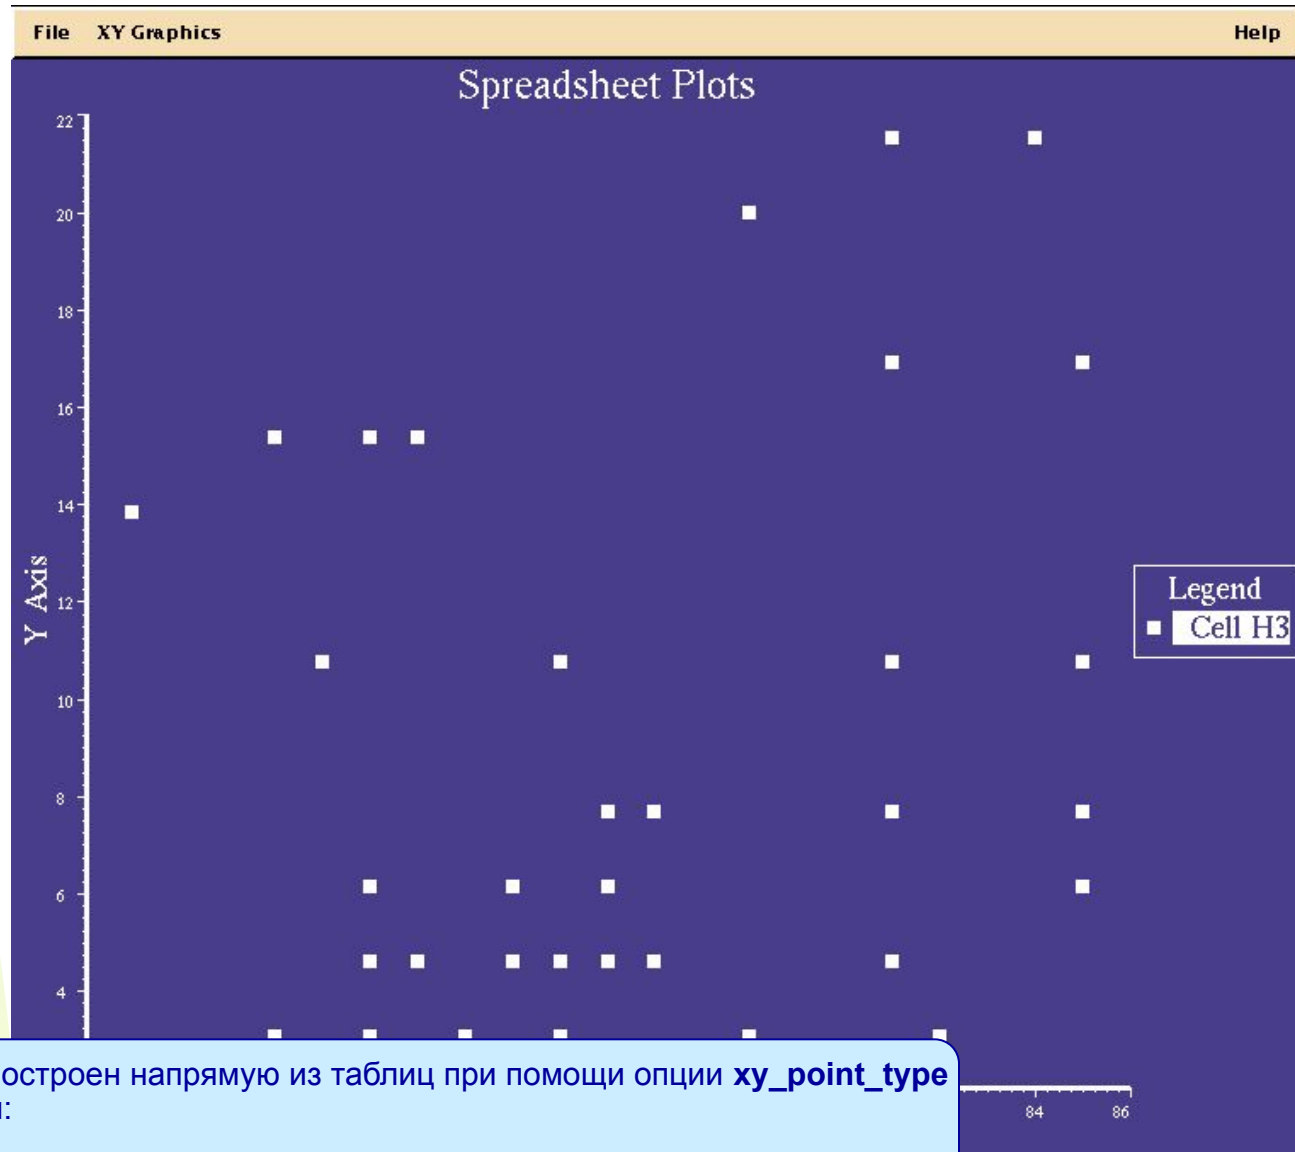 File XY Graphics Help
Spreadsheet Plots
22
20
18
16
14
12
10
8
6
4
Y Axis
Legend
Cell H3
84 86
остроен напрямую из таблиц при помощи опции xy_point_type